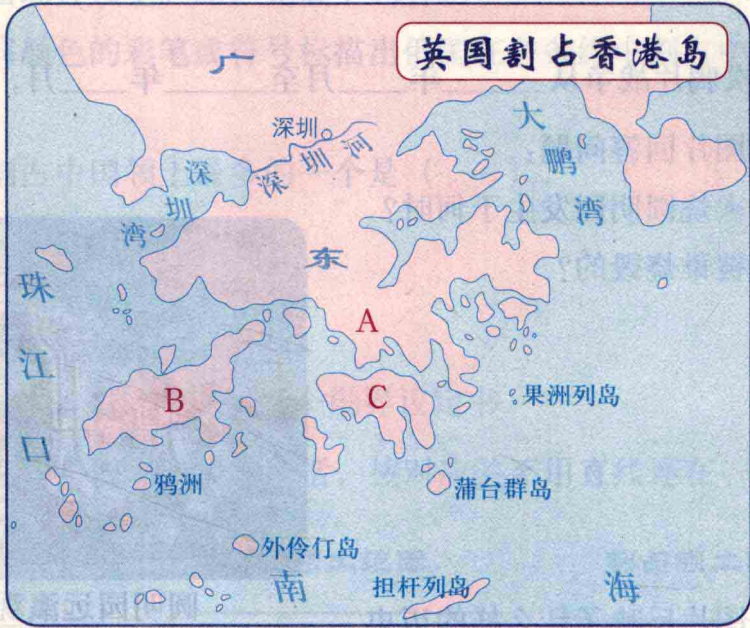 英国割占香港岛
广
东
大鹏湾
深圳
深圳河
深圳湾
珠江口
A
B
C
果洲列岛
鸦洲
蒲台群岛
外伶仃岛
担杆列岛
南海